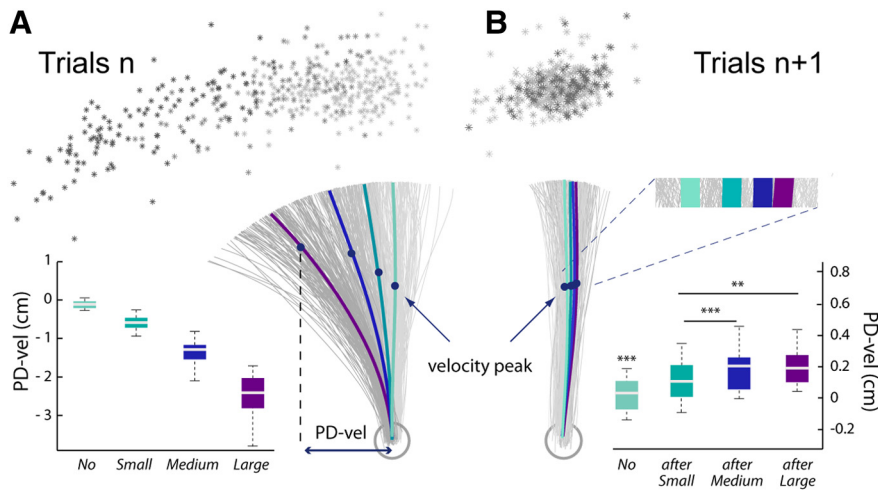 A
Trials n
B
Trials n+1
PD-vel (cm)
0
- 1
- 2
- 3
No
Small
Medium
Large
PD-vel
velocity peak
***
***
**
0.8
0.6
0.4
0.2
0
-0.2
PD-vel (cm)
No
after
Small
after
Medium
after
Large